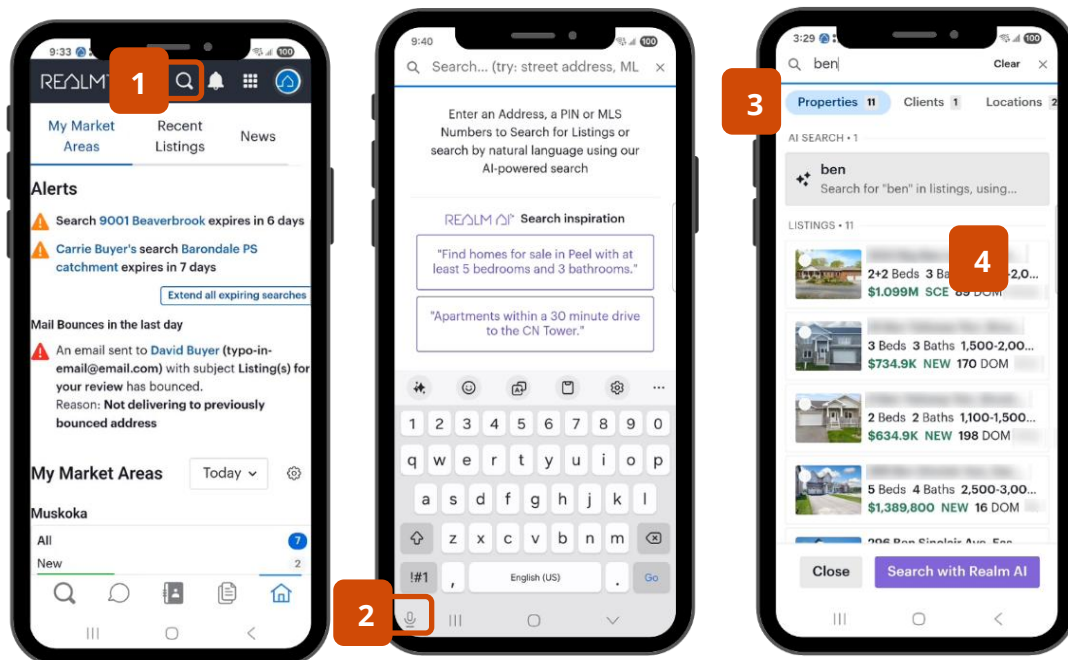 9:33
100
REALM
1
My Market
Areas
Recent
Listings
News
Alerts
Search 9001 Beaverbrook expires in 6 days
Carrie Buyer's search Barondale PS
catchment expires in 7 days
Extend all expiring searches
Mail Bounces in the last day
An email sent to David Buyer (typo-in-
email@email.com) with subject Listing(s) for
your review has bounced.
Reason: Not delivering to previously
bounced address
My Market Areas
Today
Muskoka
All
7
New
2
9:40
100
Search... (try: street address, ML
Enter an Address, a PIN or MLS
Numbers to Search for Listings or
search by natural language using our
AI-powered search
REALM AI Search inspiration
"Find homes for sale in Peel with at
least 5 bedrooms and 3 bathrooms."
"Apartments within a 30 minute drive
to the CN Tower."
1 2 3 4 5 6 7 8 9 0
q w e r t y u i o p
a s d f g h j k l
z x c v b n m
!#1 , English (US) . Go
2
3:29
100
ben
Clear
3
Properties 11
Clients 1
Locations 2
AI SEARCH • 1
ben
Search for "ben" in listings, using...
LISTINGS • 11
4
2+2 Beds 3 Ba -2,0...
$1.099M SCE 89 DOM
3 Beds 3 Baths 1,500-2,00...
$734.9K NEW 170 DOM
2 Beds 2 Baths 1,100-1,500...
$634.9K NEW 198 DOM
5 Beds 4 Baths 2,500-3,00...
$1,389,800 NEW 16 DOM
Close
Search with Realm AI